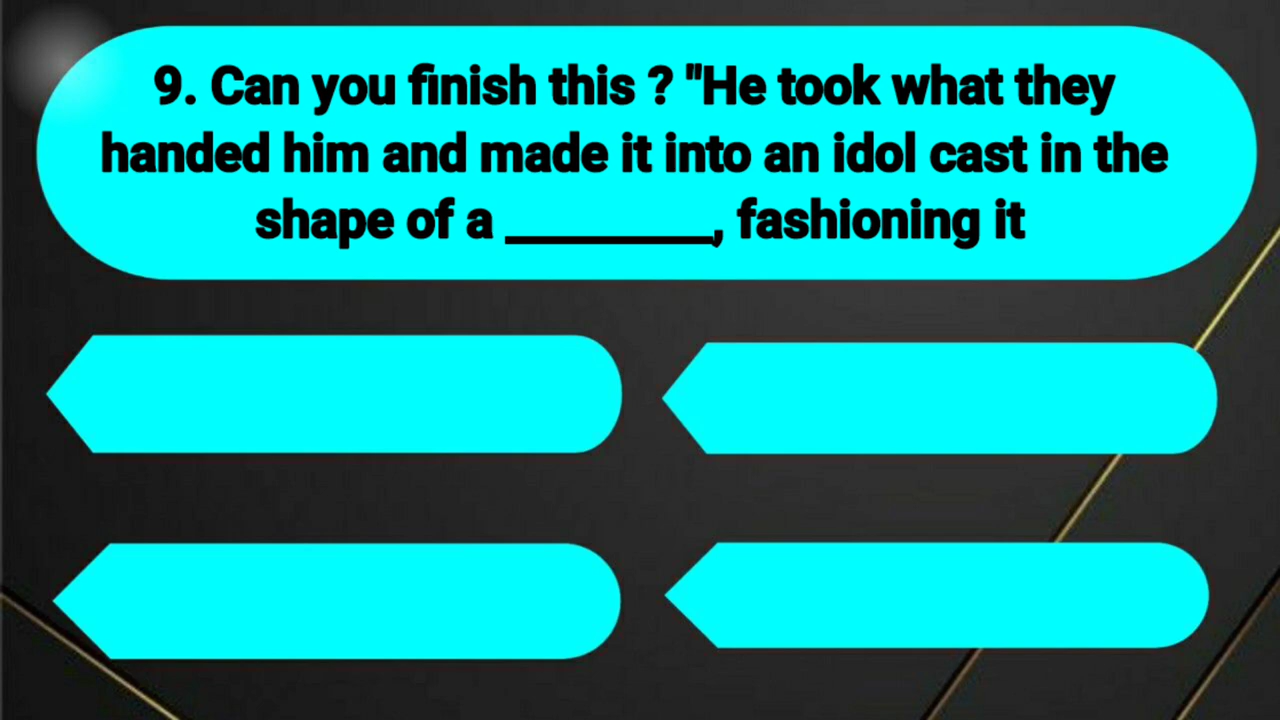 9. Can you finish this ? "He took what they
handed him and made it into an idol cast in the
shape of a ________, fashioning it